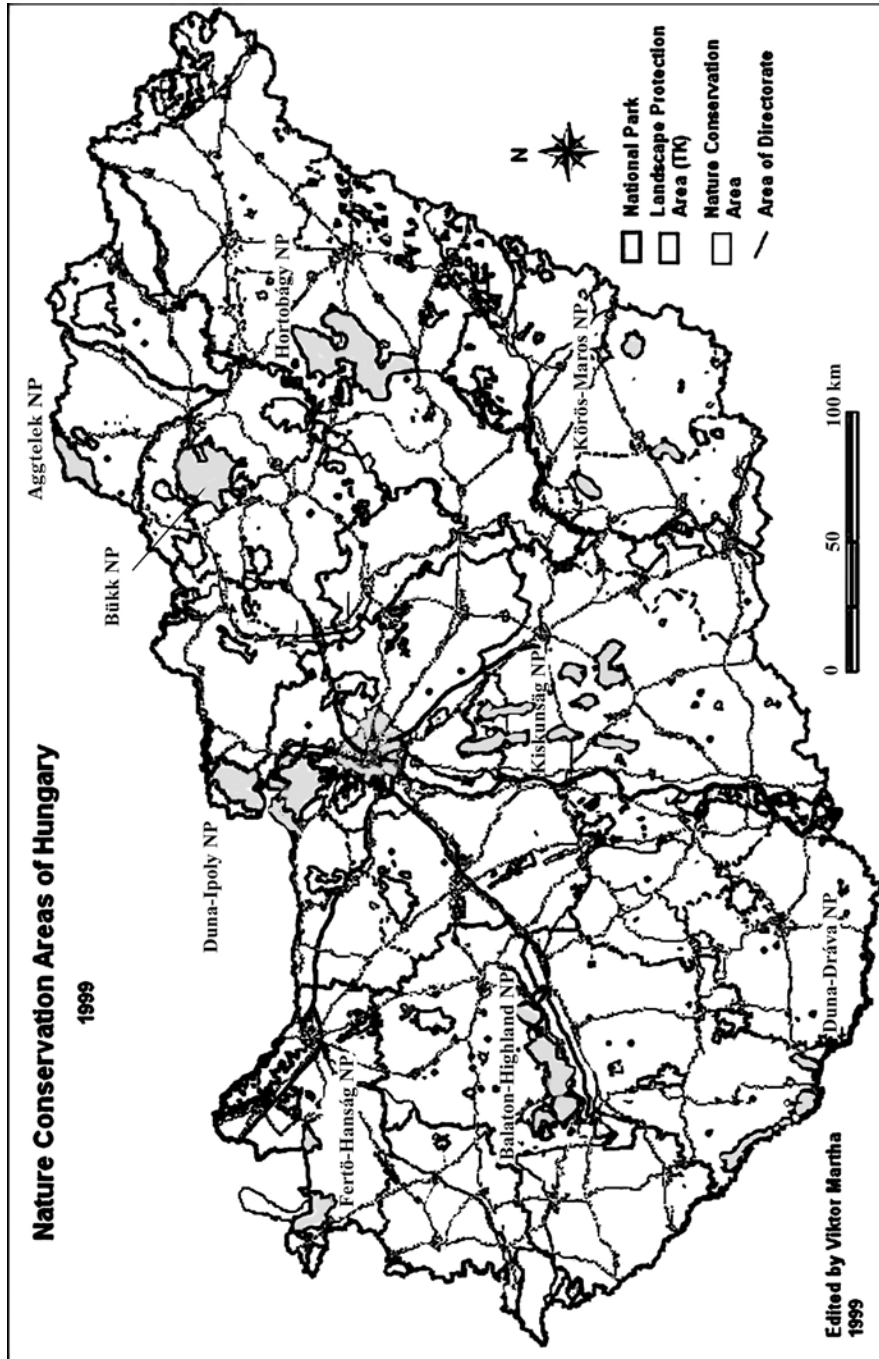 Nature Conservation Areas of Hungary
1999
Aggtelek NP
Bükk NP
Duna-Ipoly NP
Hortobágy NP
Fertö-Hanság NP
Balaton-Highland NP
Kiskunság NP
Körös-Maros NP
Duna-Dráva NP
N
National Park
Landscape Protection
Area (TK)
Nature Conservation
Area
Area of Directorate
0 50 100 km
Edited by Viktor Martha
1999